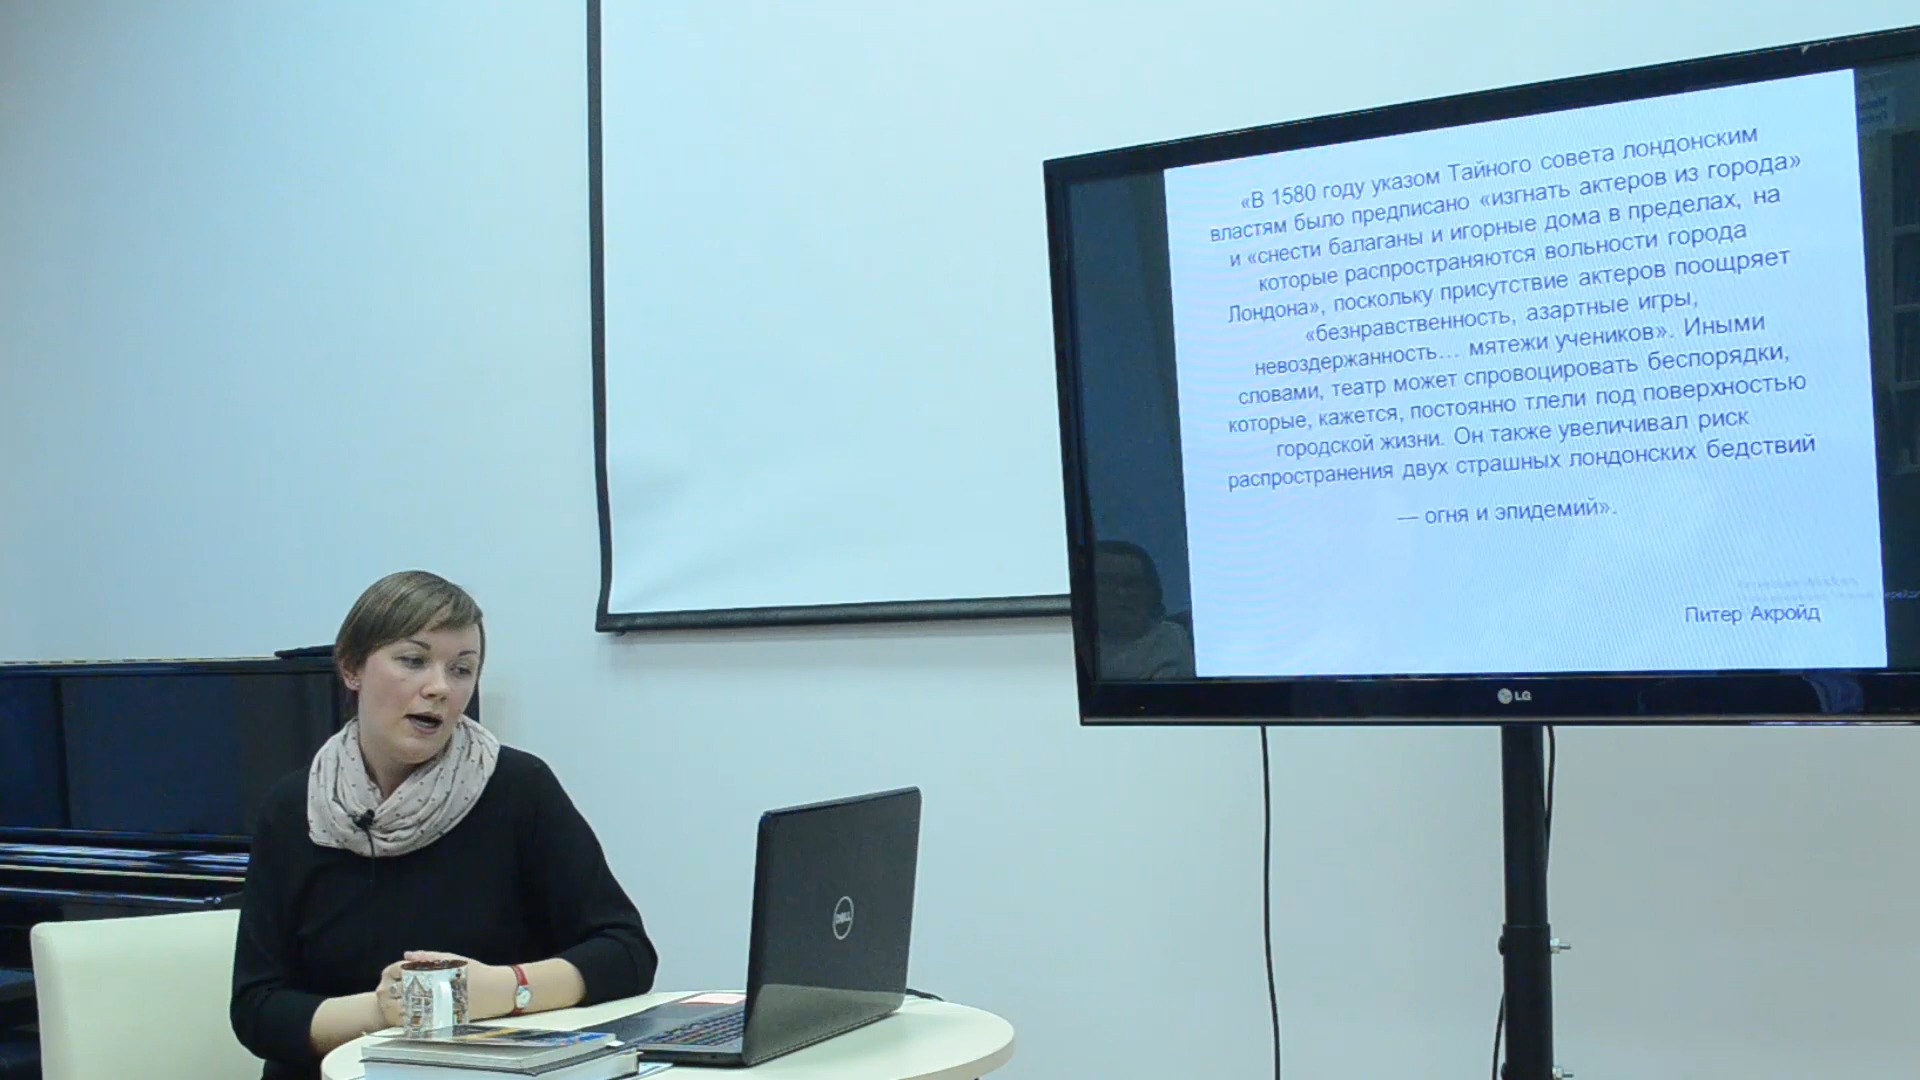 «В 1580 году указом Тайного совета лондонским
властям было предписано «изгнать актеров из города»
и «снести балаганы и игорные дома в пределах, на
которые распространяются вольности города
Лондона», поскольку присутствие актеров поощряет
«безнравственность, азартные игры,
невоздержанность… мятежи учеников». Иными
словами, театр может спровоцировать беспорядки,
которые, кажется, постоянно тлели под поверхностью
городской жизни. Он также увеличивал риск
распространения двух страшных лондонских бедствий
— огня и эпидемий».
Питер Акройд
LG
DELL